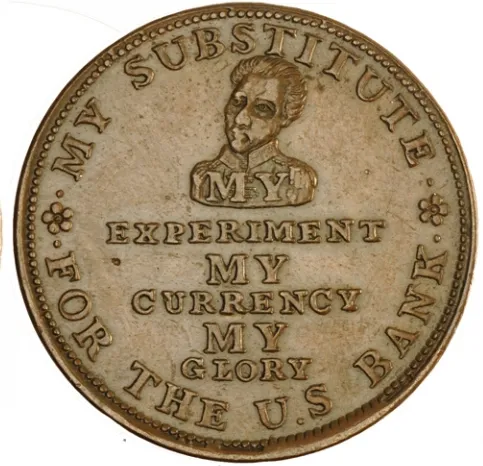 MY SUBSTITUTE
FOR THE U.S BANK
MY
EXPERIMENT
MY
CURRENCY
MY
GLORY